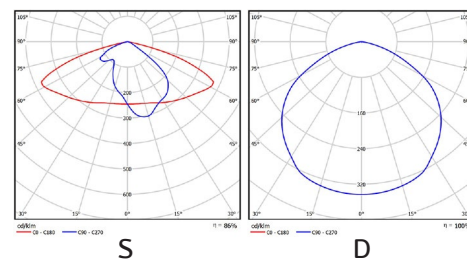 105° 105°
90° 90°
75° 75°
60° 60°
200
45° 45°
400
500
600
30° 15° 0° 15° 30°
cd/klm η = 86%
C0 - C180 C90 - C270
S
105° 105°
90° 90°
75° 75°
60° 60°
160
45° 45°
320
30° 15° 0° 15° 30°
cd/klm η = 100%
C0 - C180 C90 - C270
D